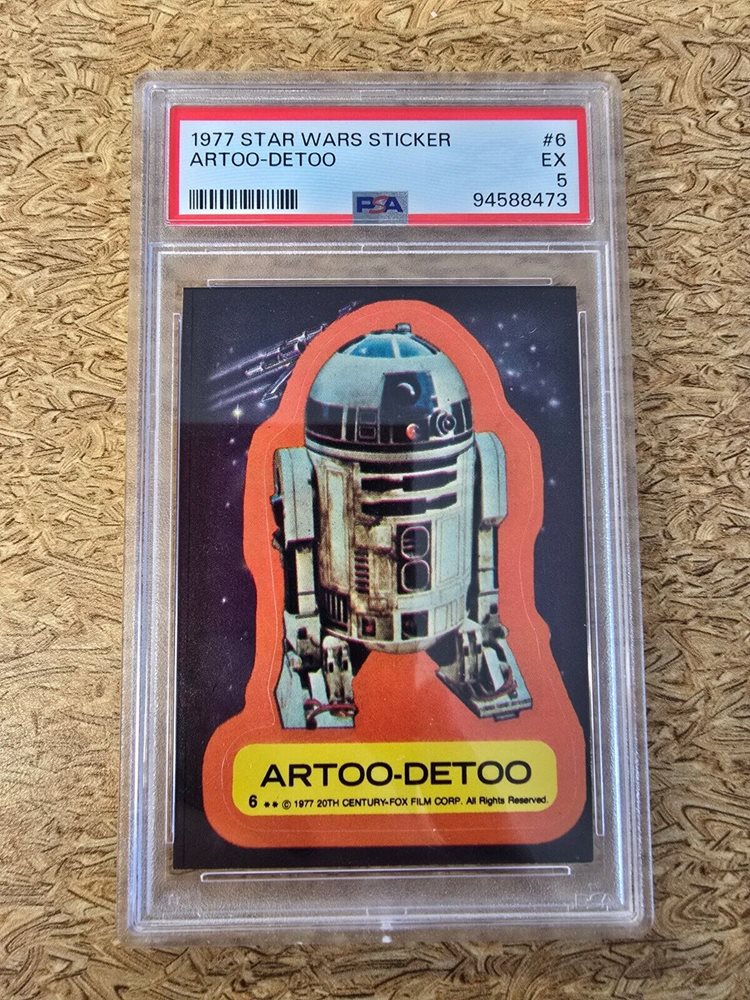 1977 STAR WARS STICKER #6
ARTOO-DETOO EX
5
PSA 94588473
ARTOO-DETOO
6 ** © 1977 20TH CENTURY-FOX FILM CORP. All Rights Reserved.